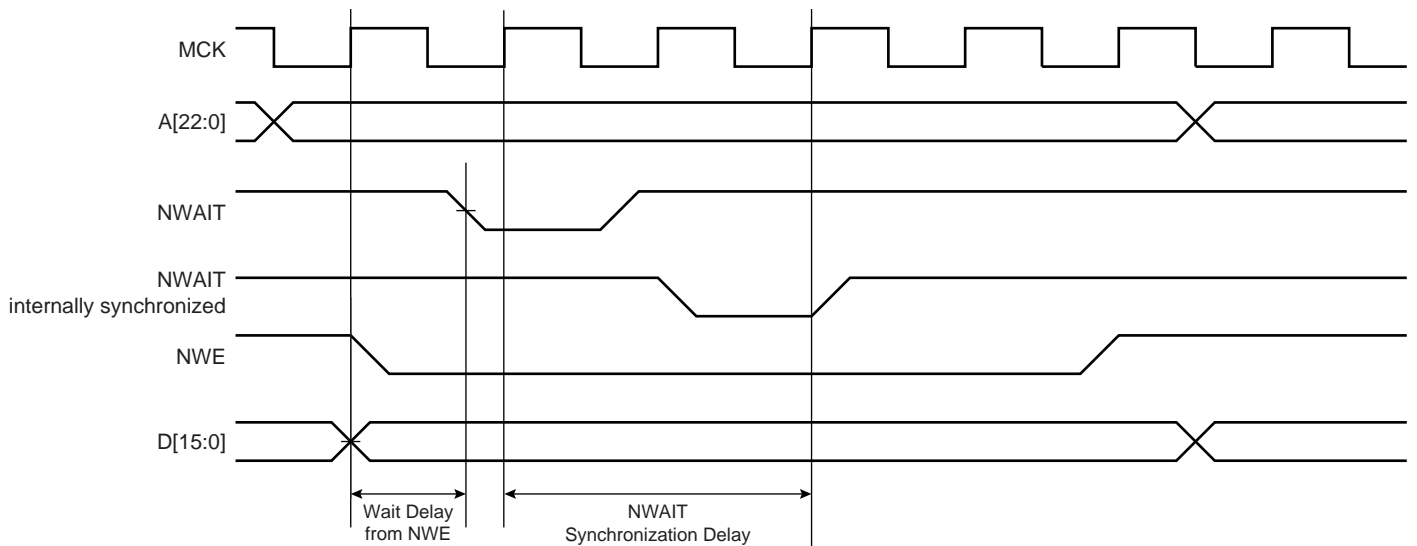 MCK
A[22:0]
NWAIT
NWAIT
internally synchronized
NWE
D[15:0]
Wait Delay
from NWE
NWAIT
Synchronization Delay